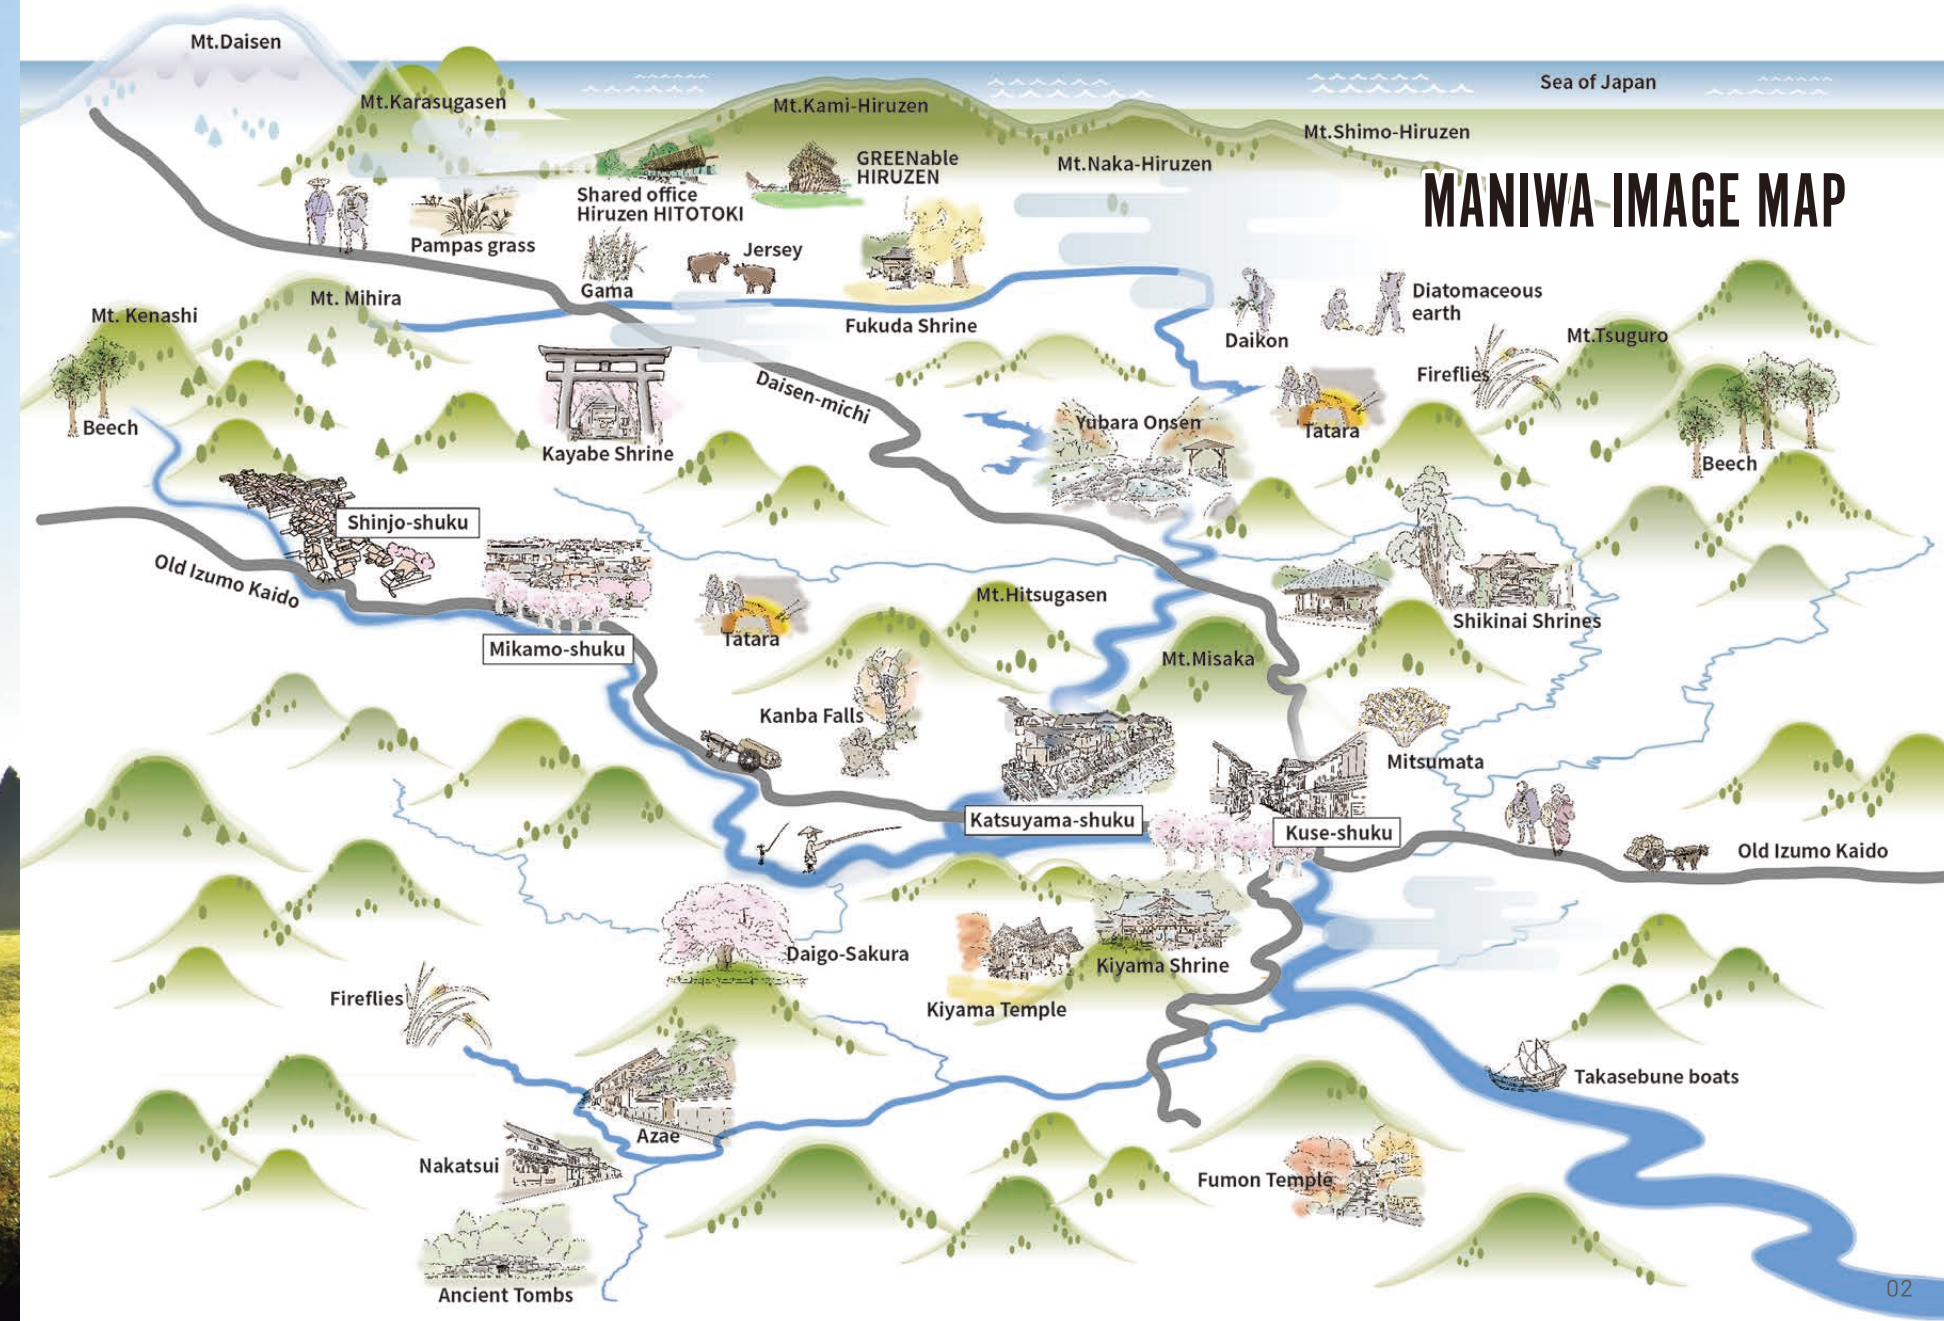 Mt.Daisen
Sea of Japan
Mt.Karasugasen
Mt.Kami-Hiruzen
Mt.Shimo-Hiruzen
Mt.Naka-Hiruzen
GREENable
HIRUZEN
MANIWA IMAGE MAP
Shared office
Hiruzen HITOTOKI
Pampas grass
Jersey
Gama
Mt. Mihira
Mt. Kenashi
Fukuda Shrine
Daikon
Diatomaceous
earth
Mt.Tsuguro
Fireflies
Daisen-michi
Beech
Kayabe Shrine
Yubara Onsen
Tatara
Beech
Shinjo-shuku
Old Izumo Kaido
Mikamo-shuku
Tatara
Mt.Hitsugasen
Shikinai Shrines
Mt.Misaka
Kanba Falls
Mitsumata
Katsuyama-shuku
Kuse-shuku
Old Izumo Kaido
Daigo-Sakura
Kiyama Shrine
Kiyama Temple
Fireflies
Takasebune boats
Azae
Nakatsui
Fumon Temple
Ancient Tombs
02